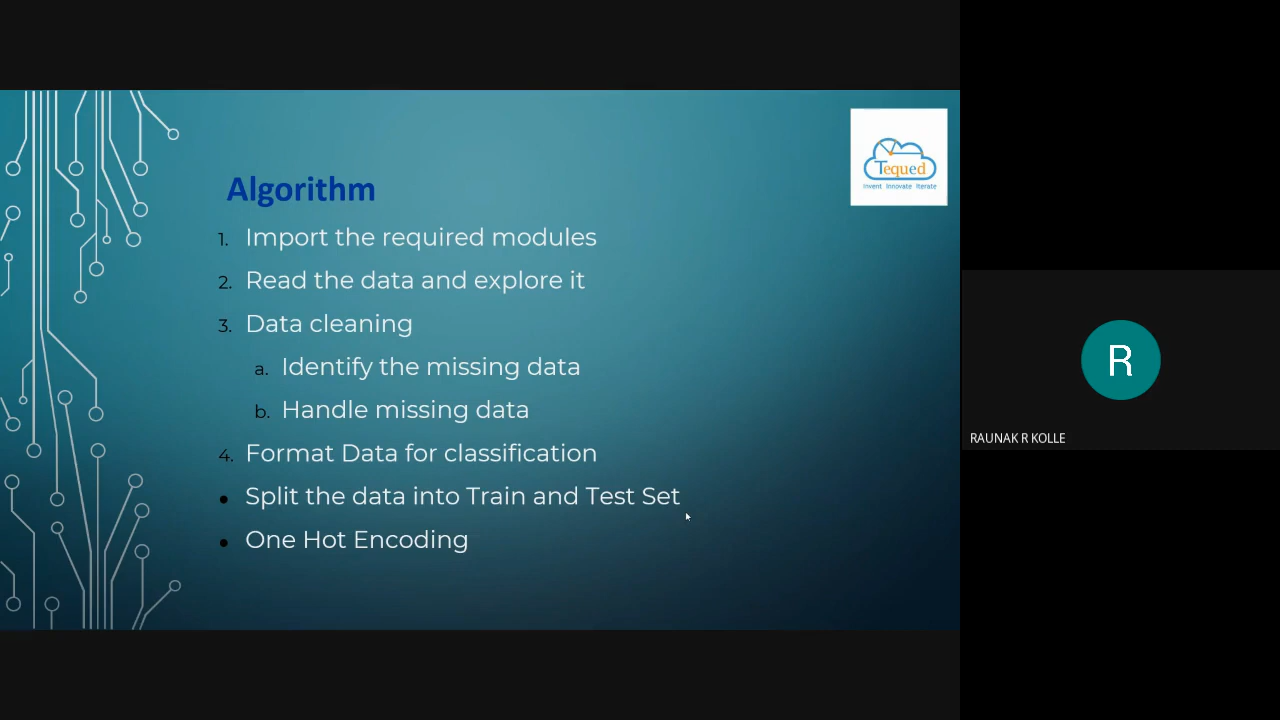 Tequed
Invent Innovate Iterate
Algorithm
1. Import the required modules
2. Read the data and explore it
3. Data cleaning
a. Identify the missing data
b. Handle missing data
4. Format Data for classification
• Split the data into Train and Test Set
• One Hot Encoding
R
RAUNAK R KOLLE